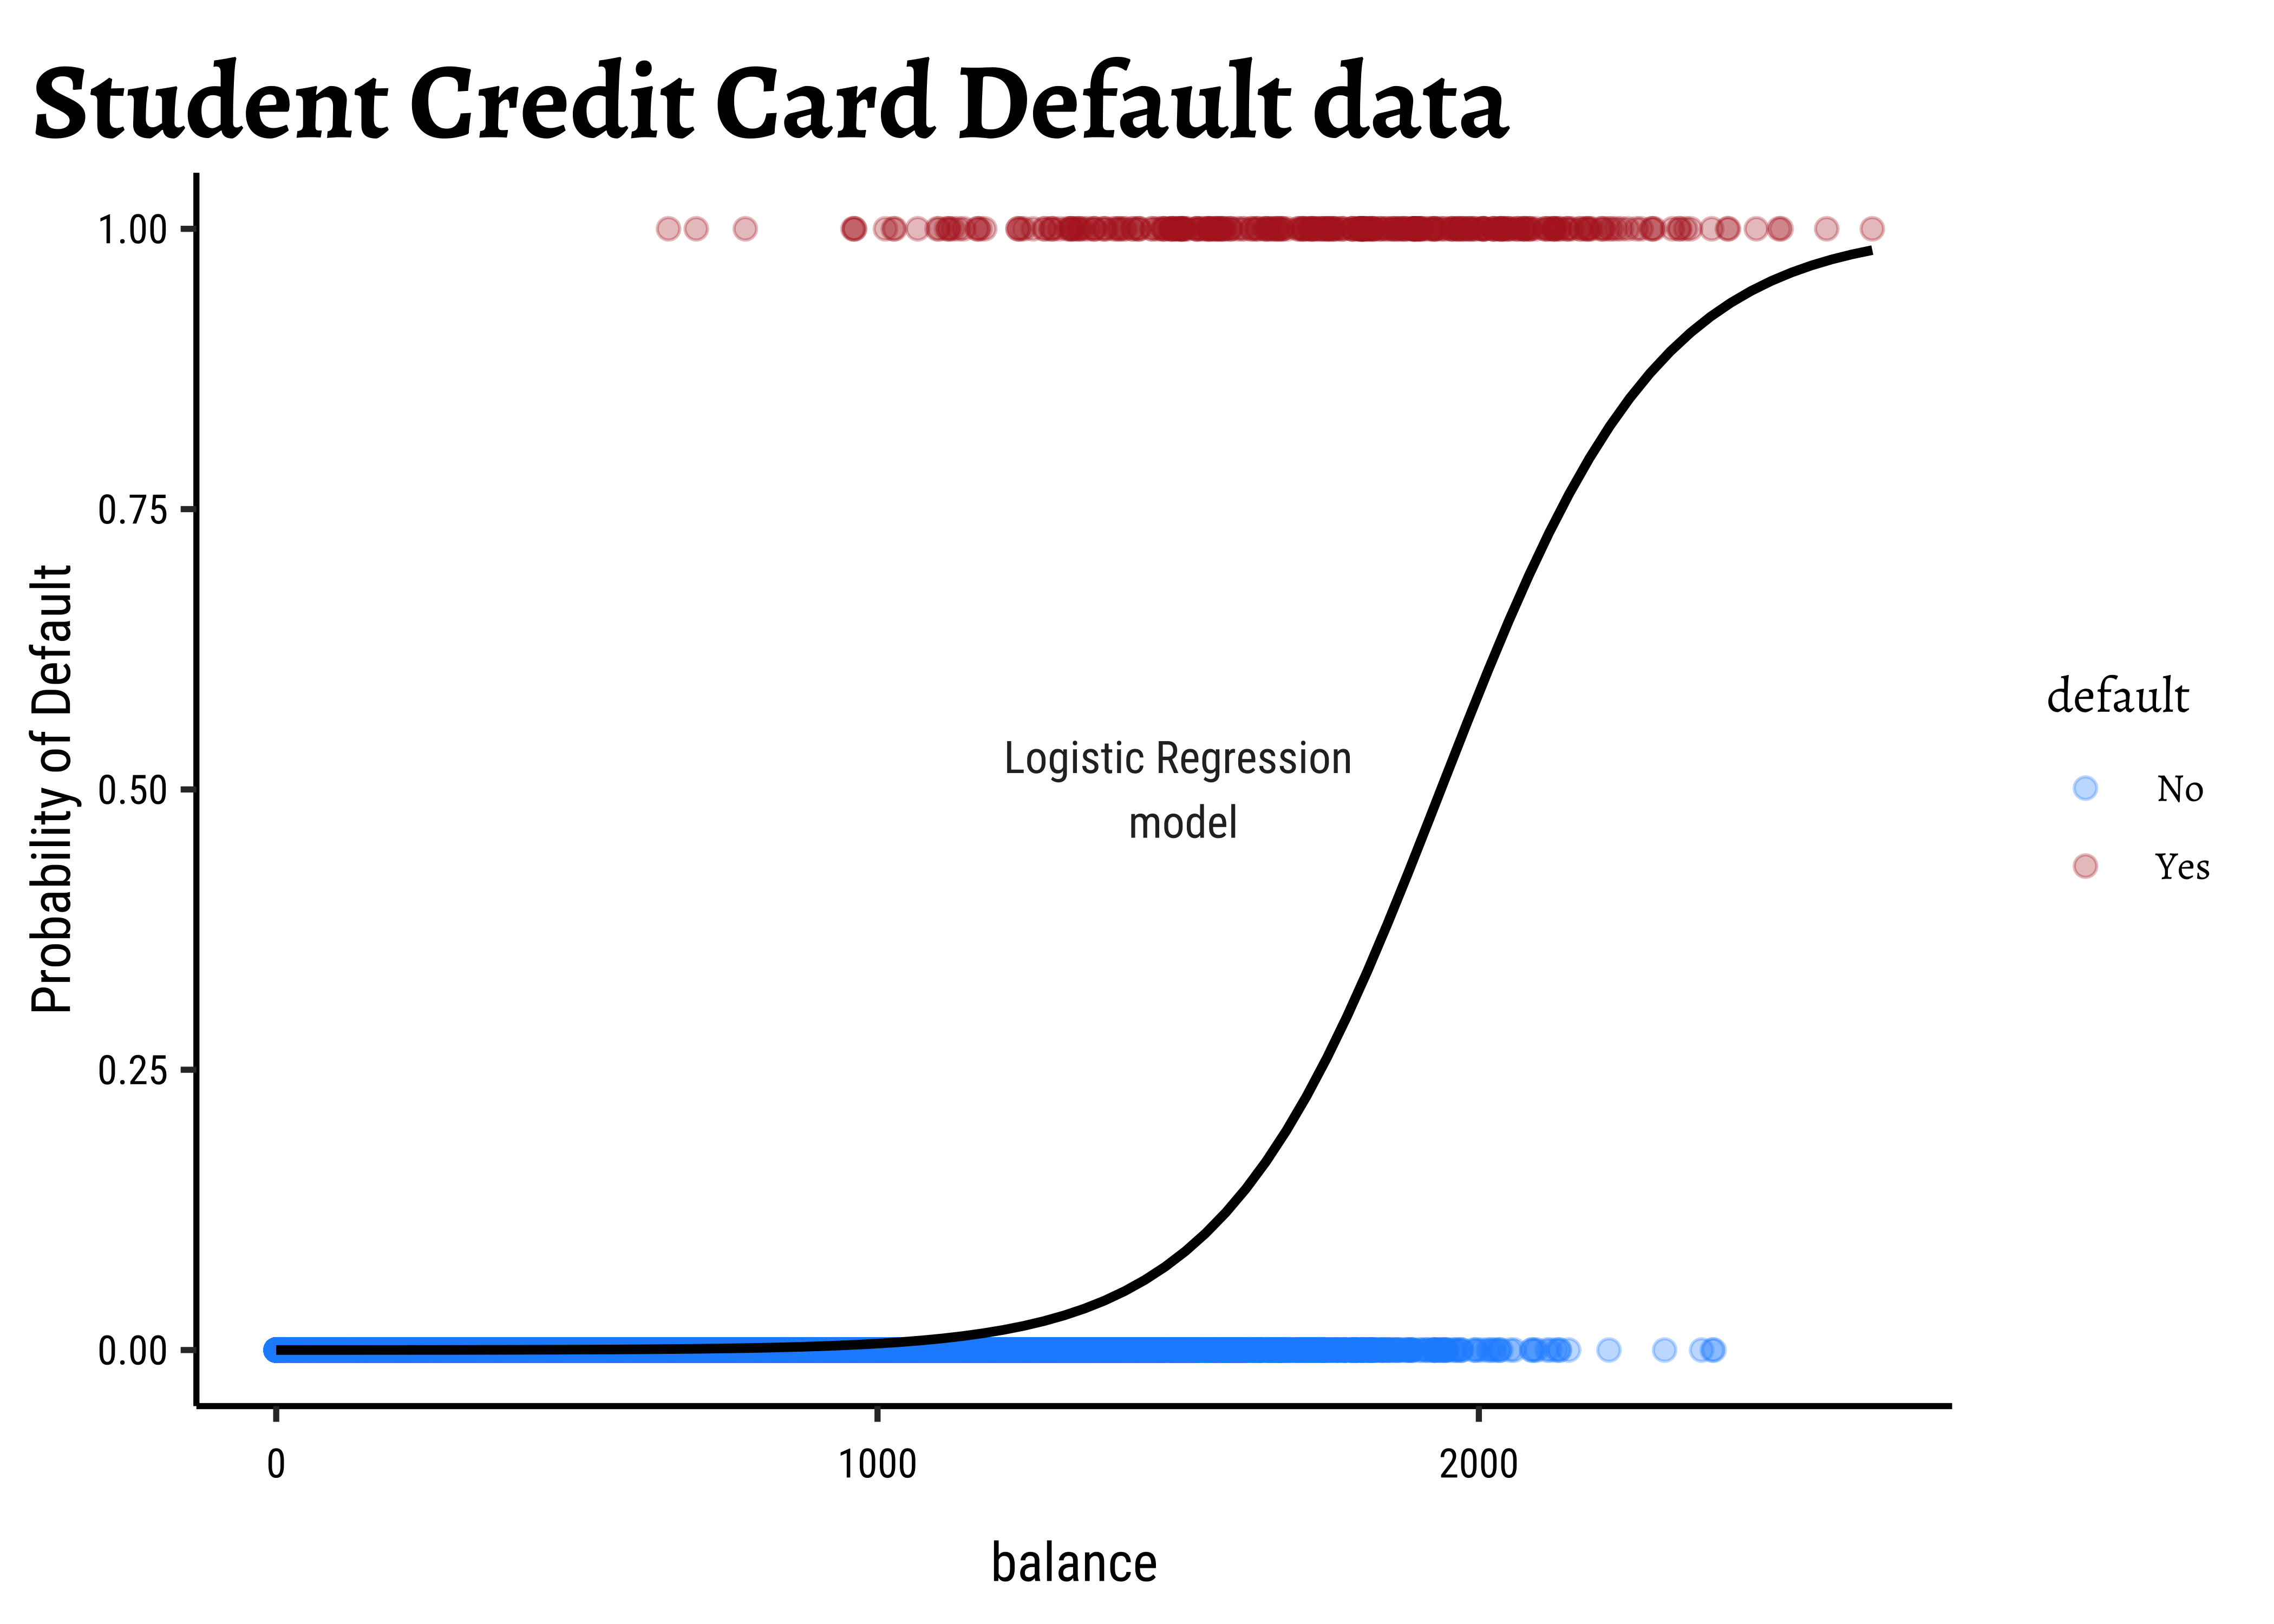 Student Credit Card Default data
1.00
0.75
0.50
0.25
0.00
Probability of Default
Logistic Regression
model
0
1000
2000
balance
default
No
Yes